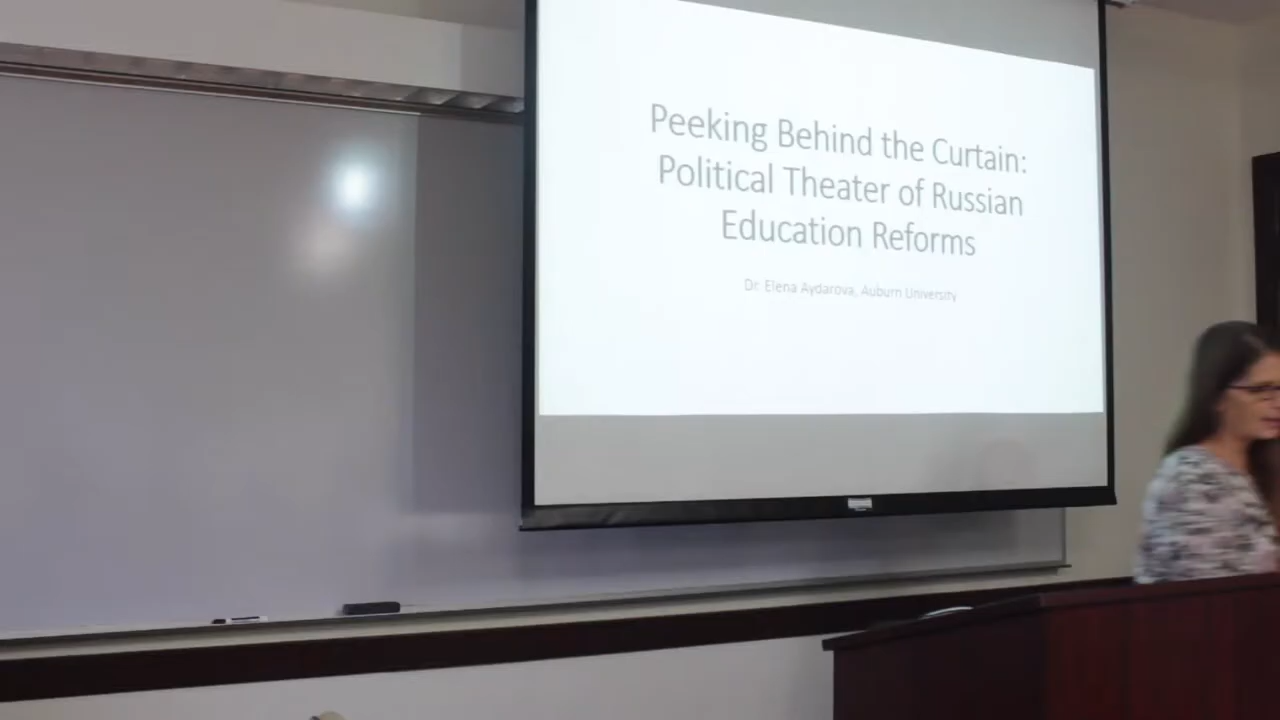 Peeking Behind the Curtain:
Political Theater of Russian
Education Reforms
Dr. Elena Aydarova, Auburn University